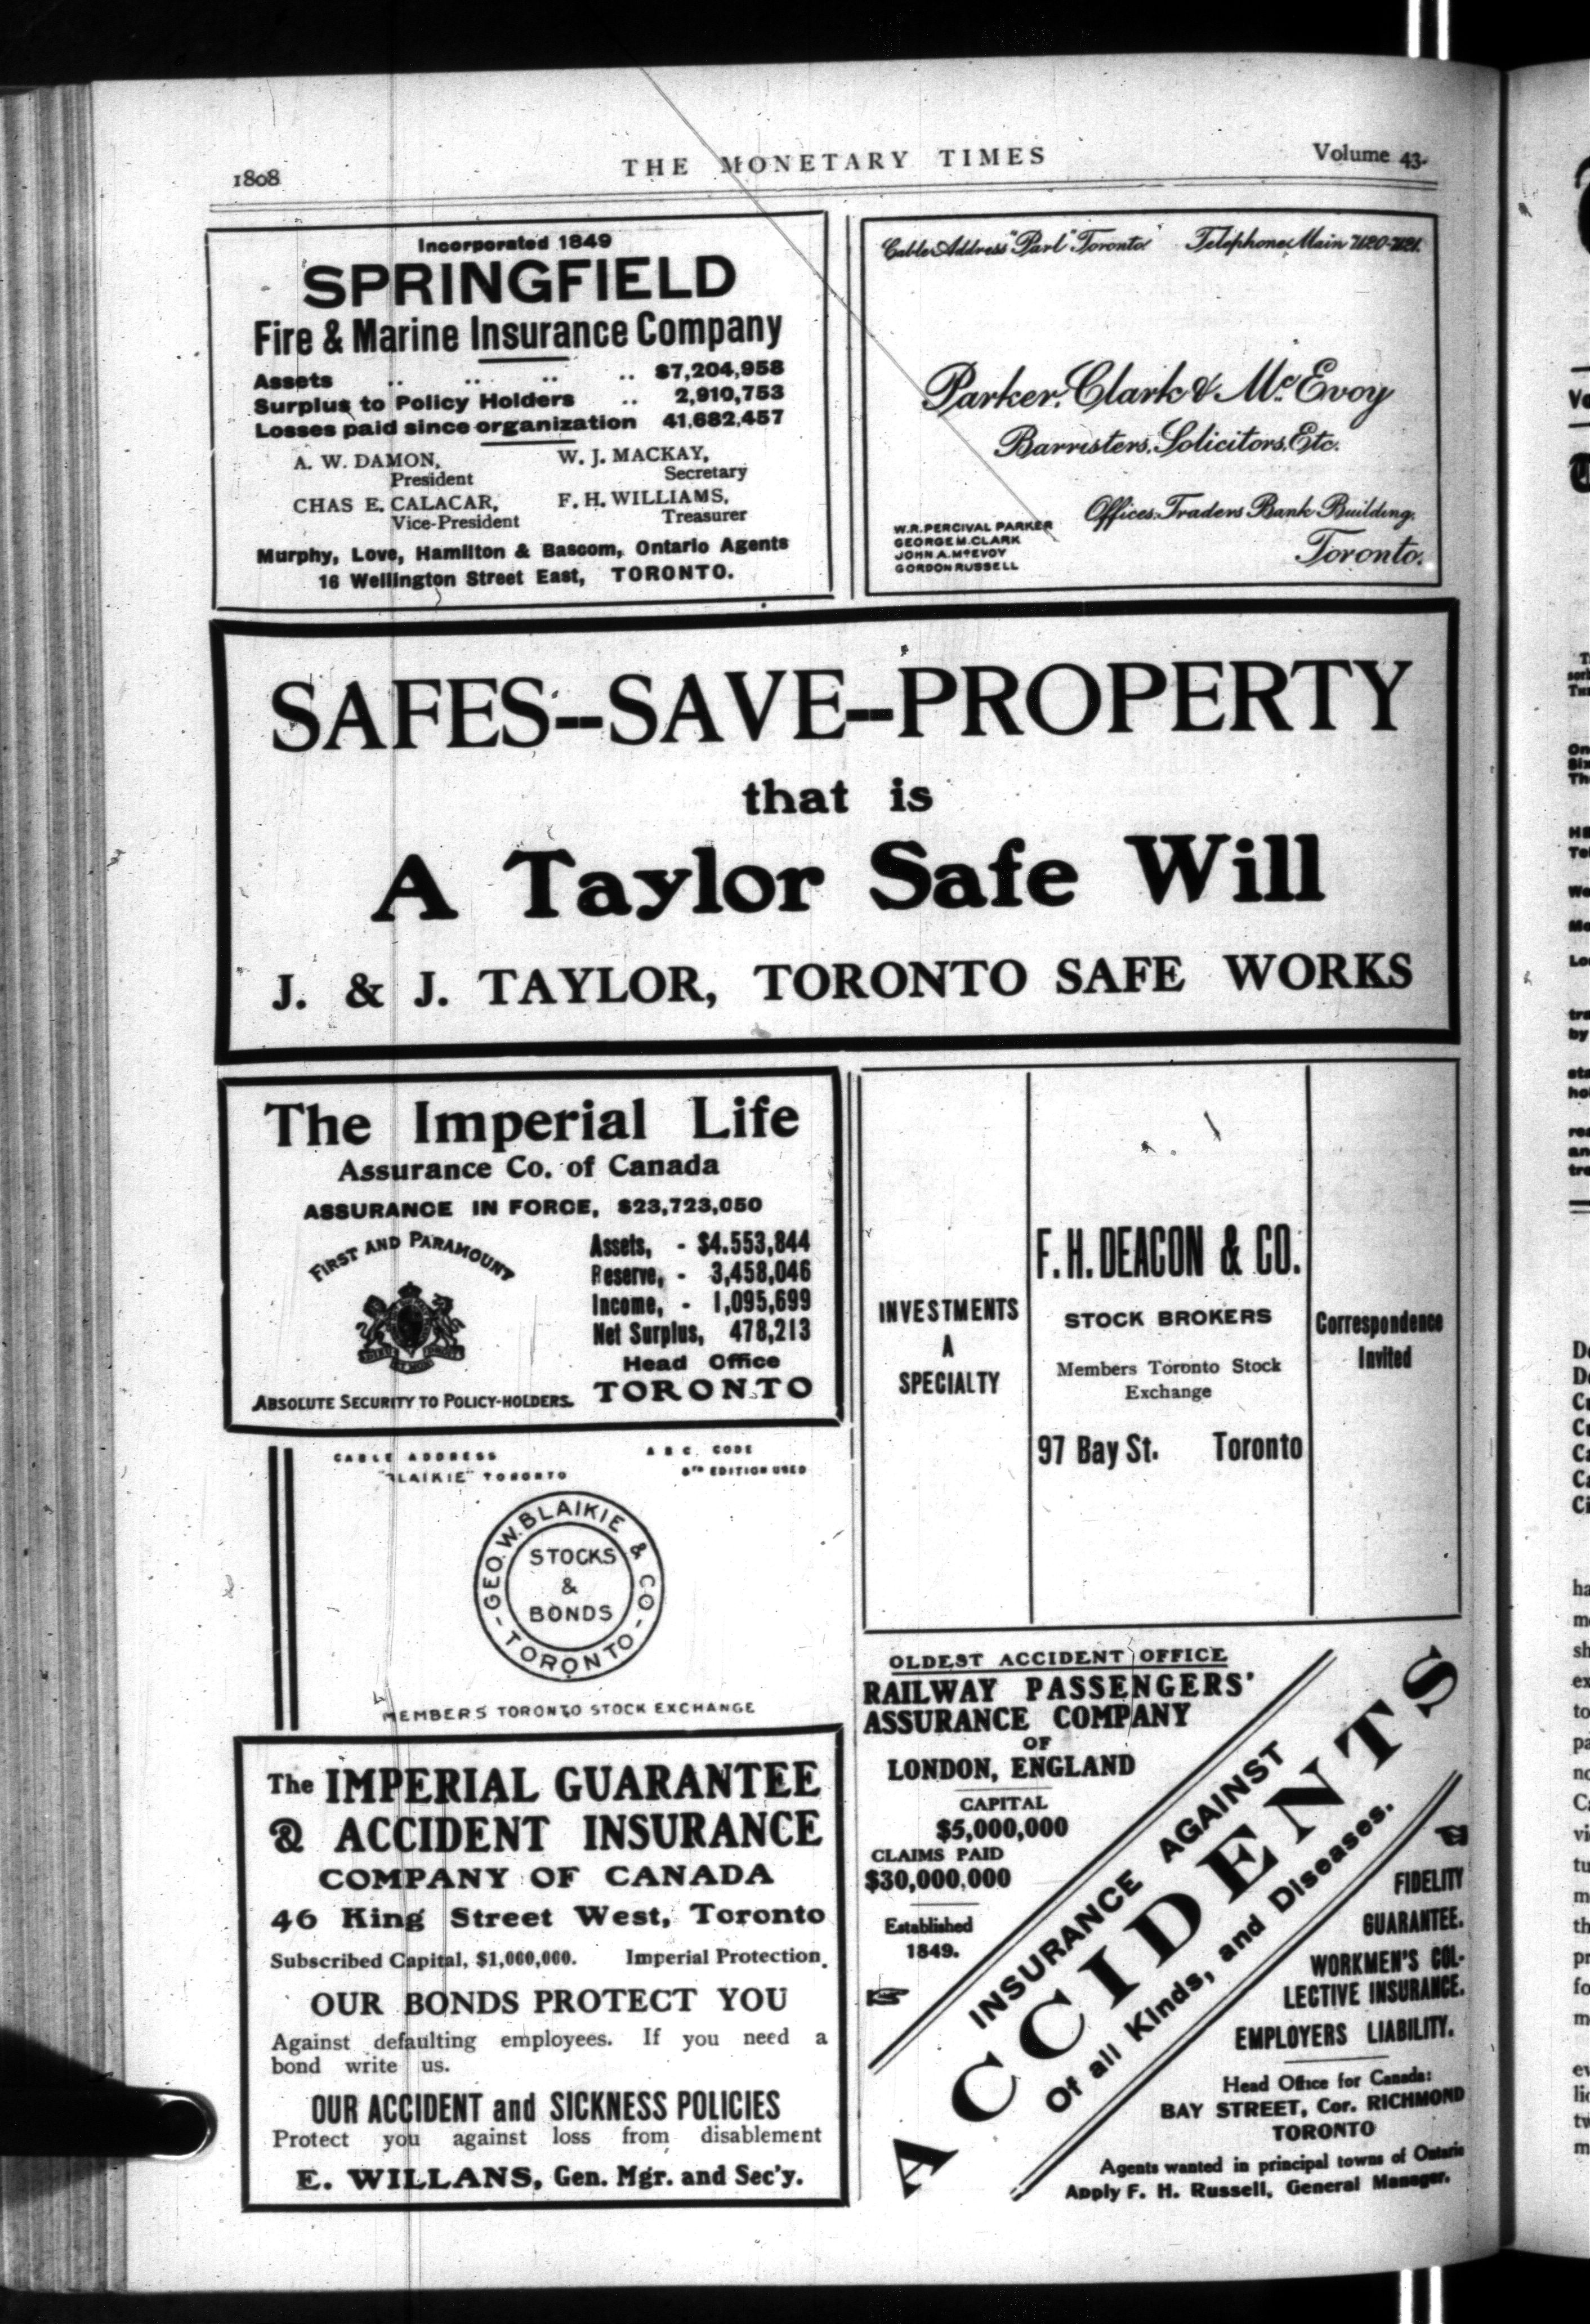 1808
THE MONETARY TIMES
Volume 43.
Incorporated 1849
SPRINGFIELD
Fire & Marine Insurance Company
Assets .. .. .. .. $7,204,958
Surplus to Policy Holders .. 2,910,753
Losses paid since organization 41,682,457
A. W. DAMON,
President
W. J. MACKAY,
Secretary
CHAS E. CALACAR,
Vice-President
F. H. WILLIAMS,
Treasurer
Murphy, Love, Hamilton & Bascom, Ontario Agents
16 Wellington Street East, TORONTO.
Cable Address "Parl" Toronto. Telephone Main
Parker, Clark & McEvoy
Barristers, Solicitors, Etc.
Offices: Traders Bank Building.
Toronto.
W.R. PERCIVAL PARKER
GEORGE M. CLARK
JOHN A. McEVOY
GORDON RUSSELL
SAFES--SAVE--PROPERTY
that is
A Taylor Safe Will
J. & J. TAYLOR, TORONTO SAFE WORKS
The Imperial Life
Assurance Co. of Canada
ASSURANCE IN FORCE, $23,723,050
FIRST AND PARAMOUNT
ABSOLUTE SECURITY TO POLICY-HOLDERS.
Assets, - $4.553,844
Reserve, - 3,458,046
Income, - 1,095,699
Net Surplus, 478,213
Head Office
TORONTO
INVESTMENTS
A
SPECIALTY
F. H. DEACON & CO.
STOCK BROKERS
Members Toronto Stock
Exchange
97 Bay St. Toronto
Correspondence
Invited
CABLE ADDRESS
"BLAIKIE" TORONTO
A B C CODE
5TH EDITION USED
GEO. W. BLAIKIE & CO
- TORONTO -
STOCKS
&
BONDS
MEMBERS TORONTO STOCK EXCHANGE
The IMPERIAL GUARANTEE
& ACCIDENT INSURANCE
COMPANY OF CANADA
46 King Street West, Toronto
Subscribed Capital, $1,000,000. Imperial Protection.
OUR BONDS PROTECT YOU
Against defaulting employees. If you need a
bond write us.
OUR ACCIDENT and SICKNESS POLICIES
Protect you against loss from disablement
E. WILLANS, Gen. Mgr. and Sec'y.
OLDEST ACCIDENT OFFICE
RAILWAY PASSENGERS'
ASSURANCE COMPANY
OF
LONDON, ENGLAND
CAPITAL
$5,000,000
CLAIMS PAID
$30,000,000
Established
1849.
INSURANCE AGAINST
ACCIDENTS
Of all Kinds, and Diseases.
FIDELITY
GUARANTEE.
WORKMEN'S COL-
LECTIVE INSURANCE.
EMPLOYERS LIABILITY.
Head Office for Canada:
BAY STREET, Cor. RICHMOND
TORONTO
Agents wanted in principal towns of Ontario
Apply F. H. Russell, General Manager.